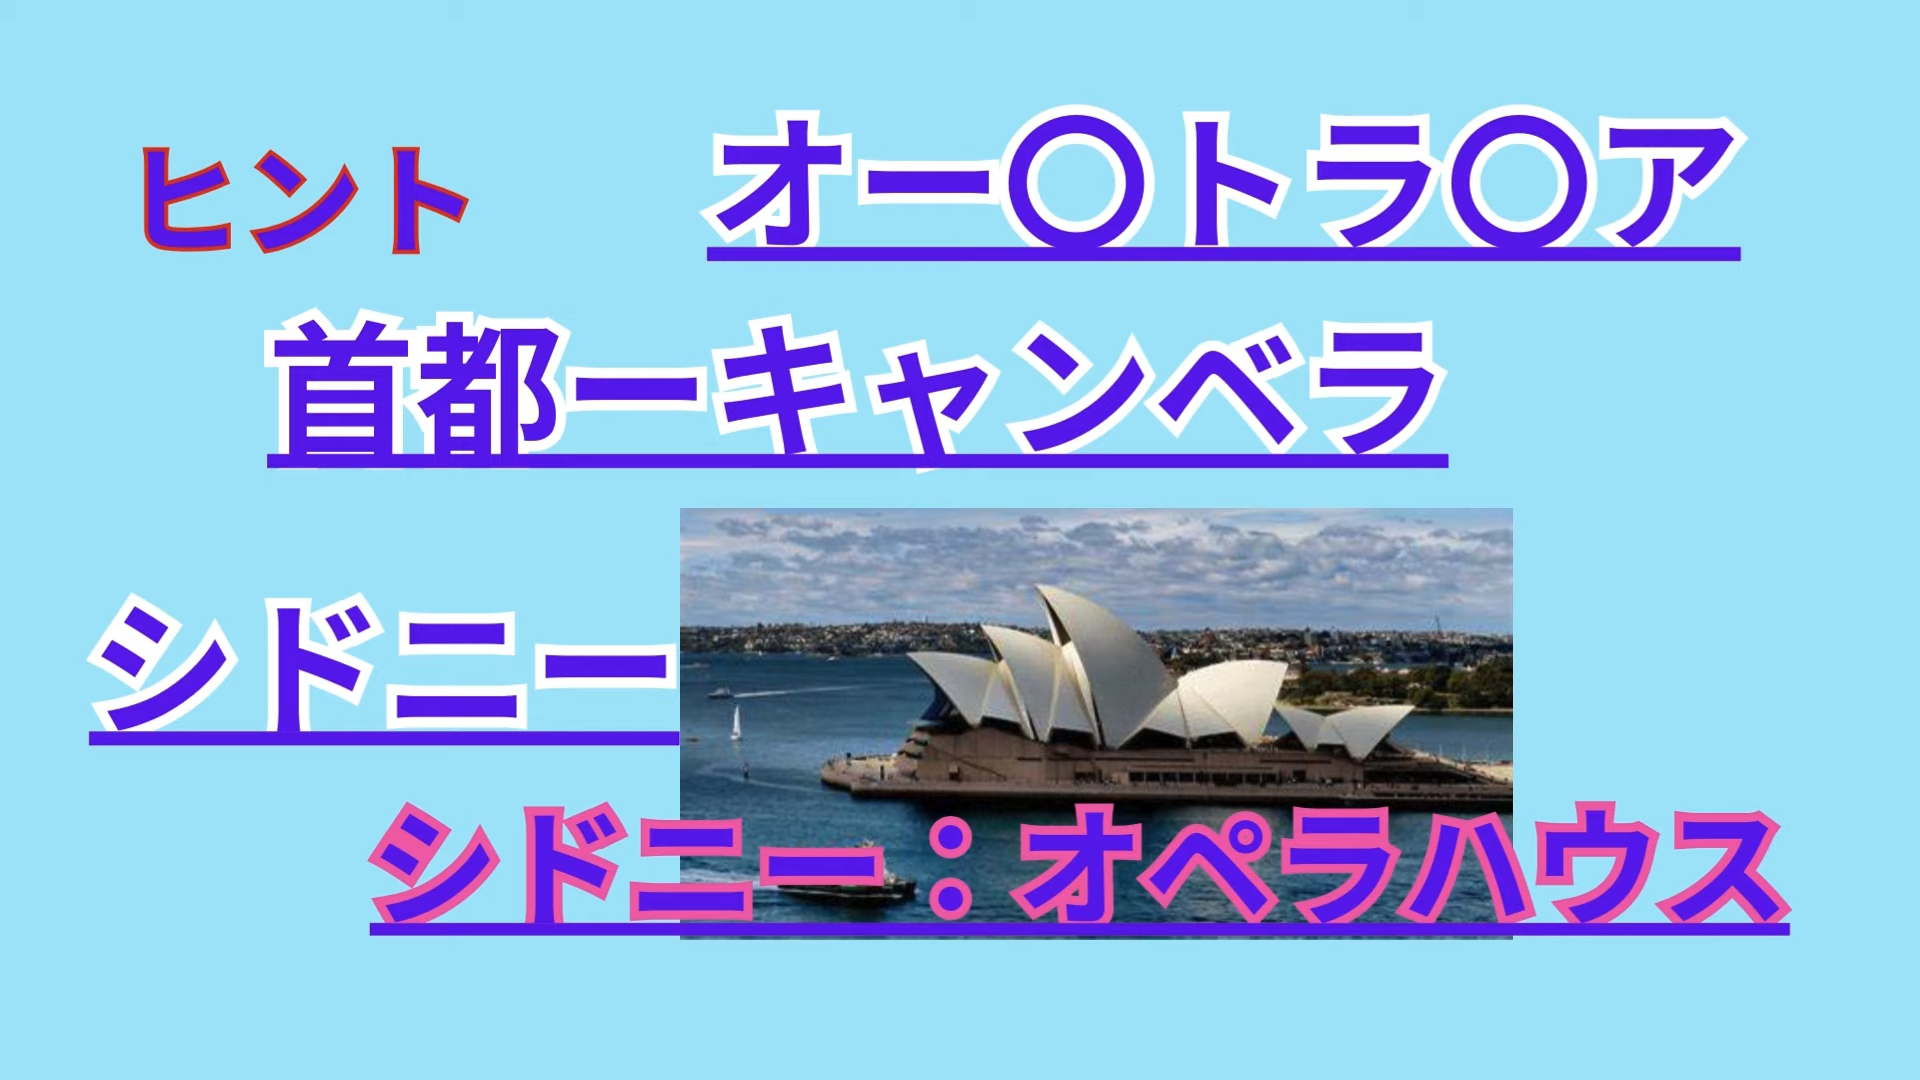 ヒント
オー〇トラ〇ア
首都ーキャンベラ
シドニー
シドニー：オペラハウス